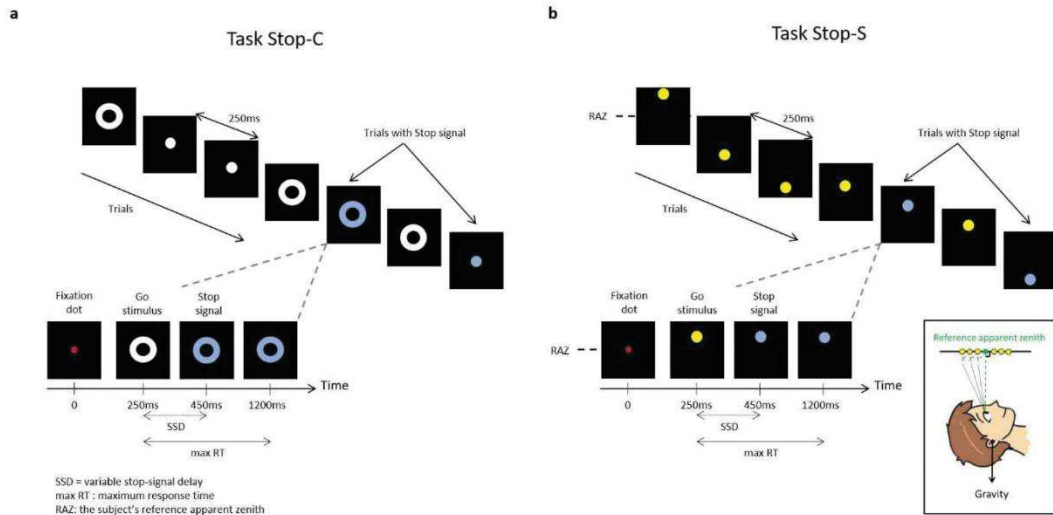 a
Task Stop-C
250ms
Trials with Stop signal
Trials
Fixation
dot
Go
stimulus
Stop
signal
Time
0
250ms
450ms
1200ms
SSD
max RT
SSD = variable stop-signal delay
max RT : maximum response time
RAZ: the subject's reference apparent zenith
b
Task Stop-S
RAZ
250ms
Trials with Stop signal
Trials
Fixation
dot
Go
stimulus
Stop
signal
RAZ
Time
0
250ms
450ms
1200ms
SSD
max RT
Reference apparent zenith
3° 2° 1°
Gravity